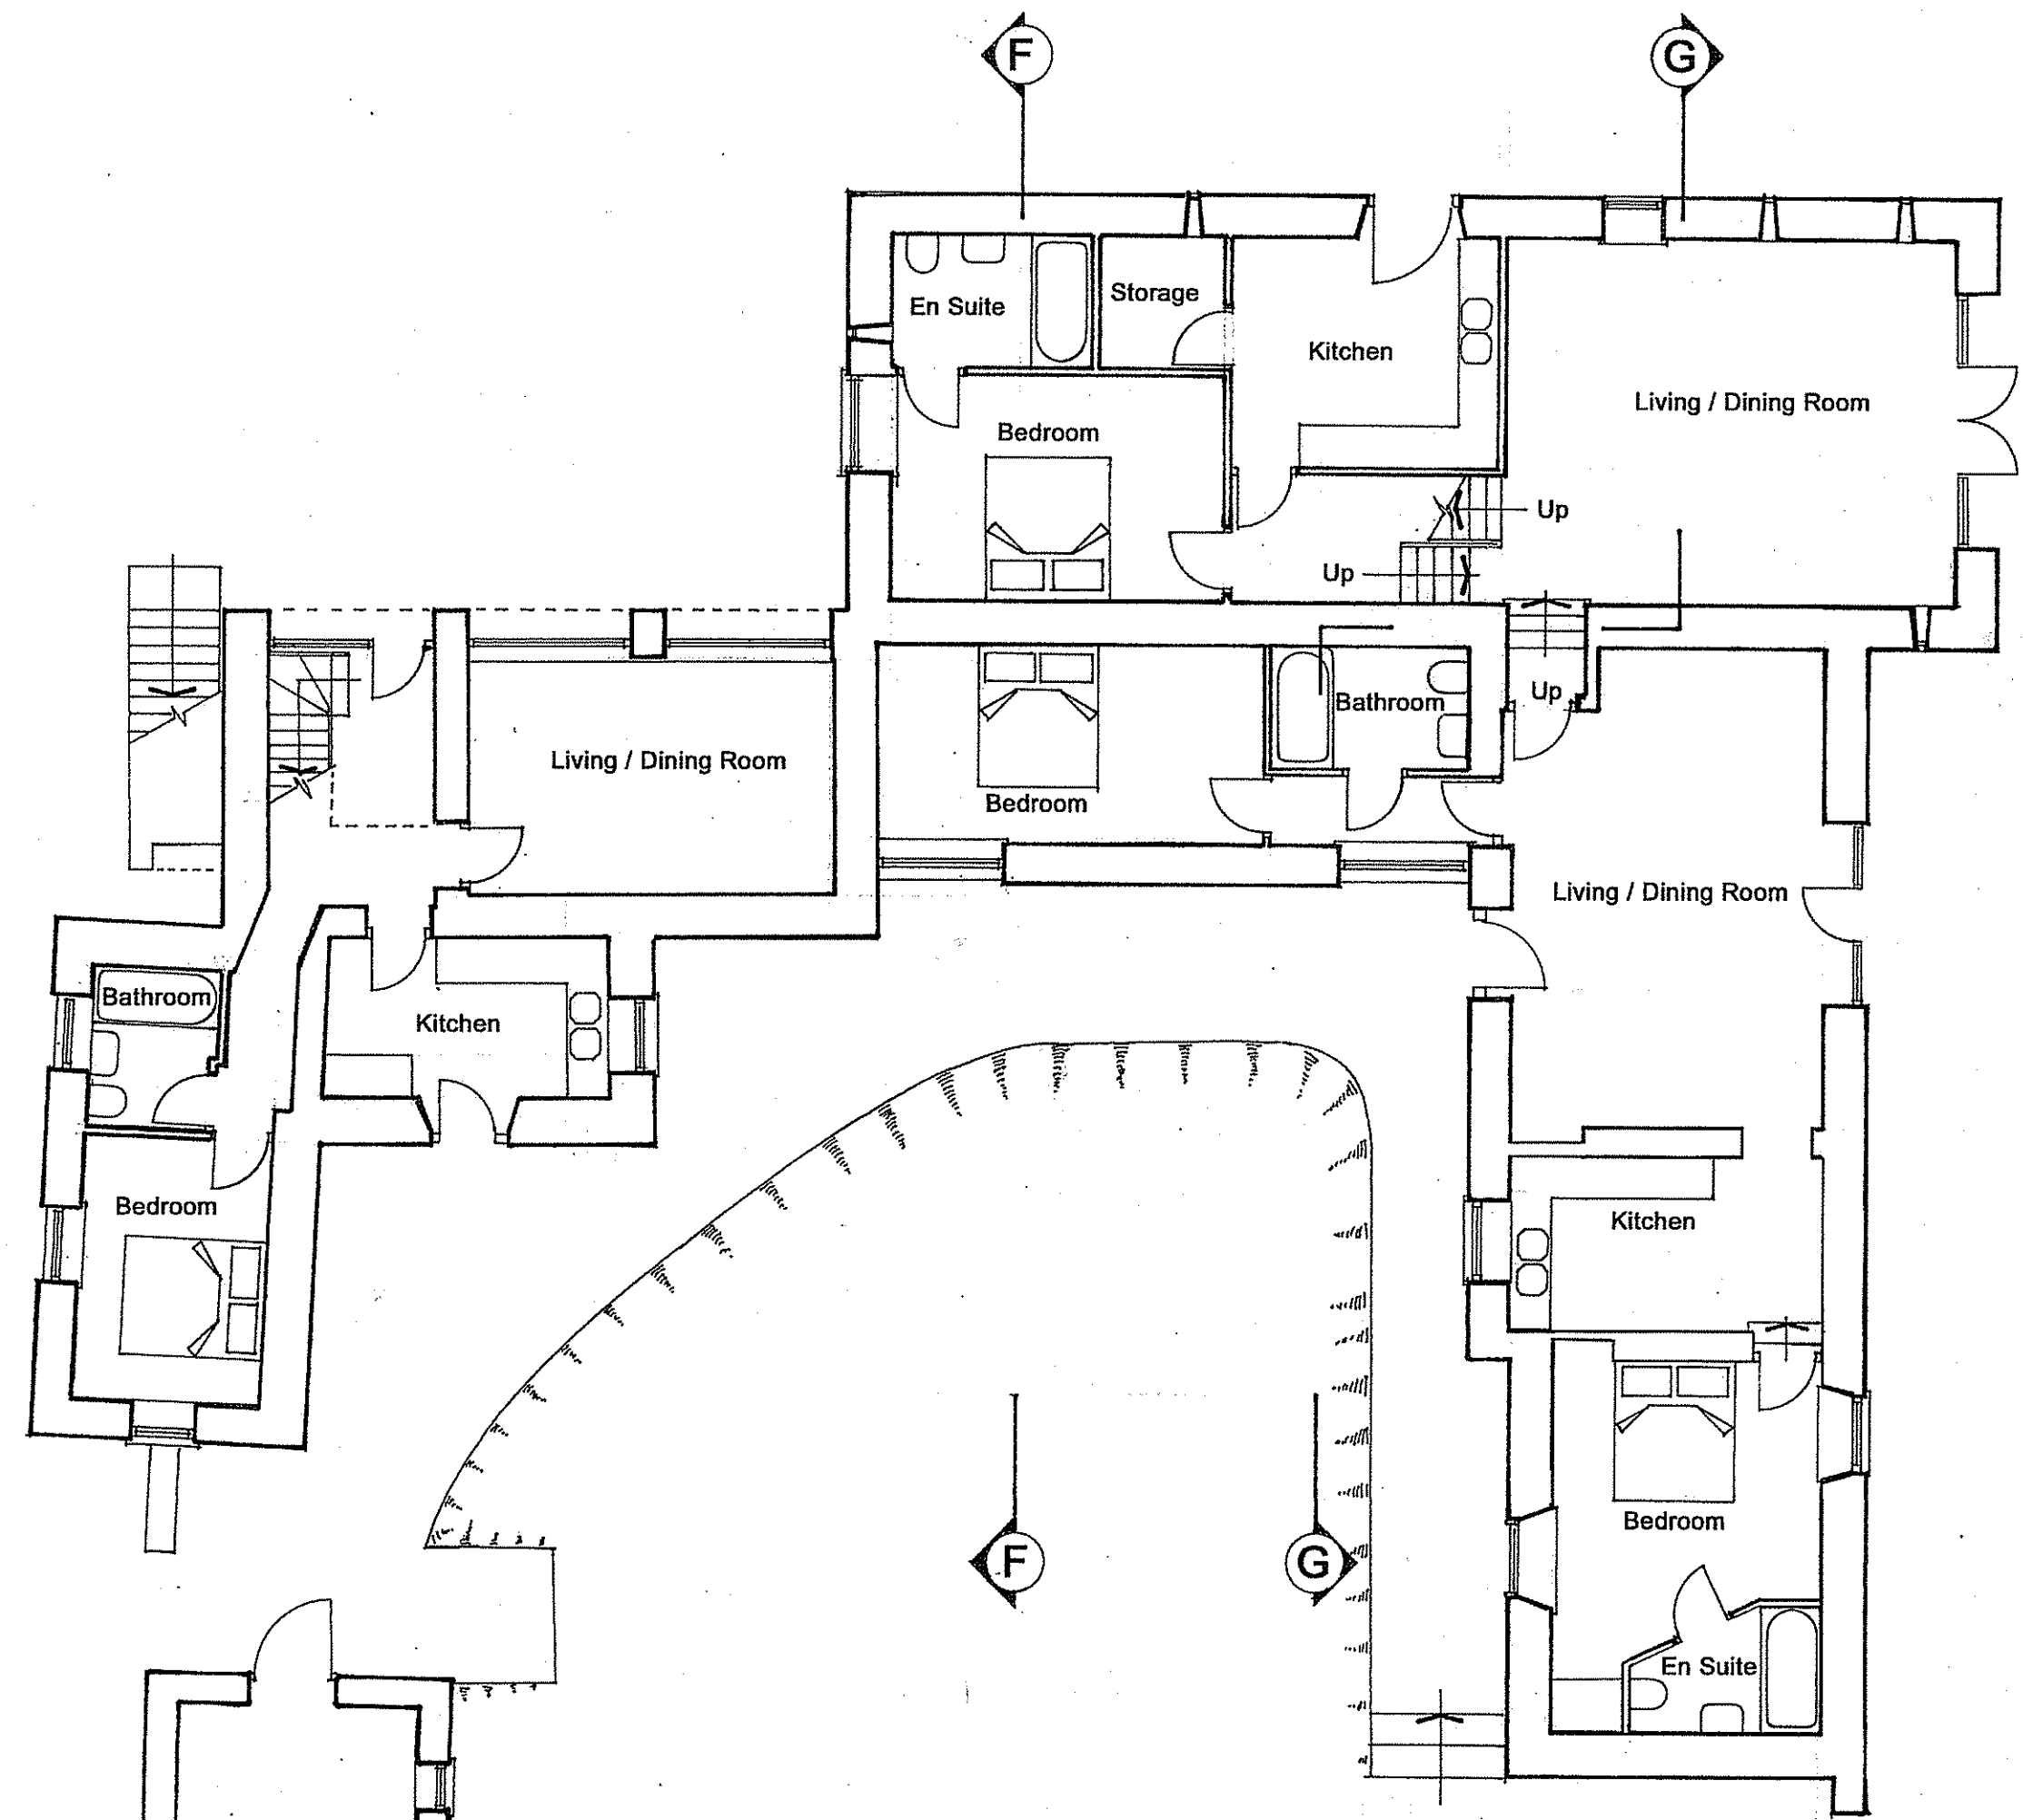 F
G
En Suite
Storage
Kitchen
Living / Dining Room
Bedroom
Up
Up
Up
Bathroom
Living / Dining Room
Bedroom
Living / Dining Room
Bathroom
Kitchen
Bedroom
Kitchen
Bedroom
F
G
En Suite